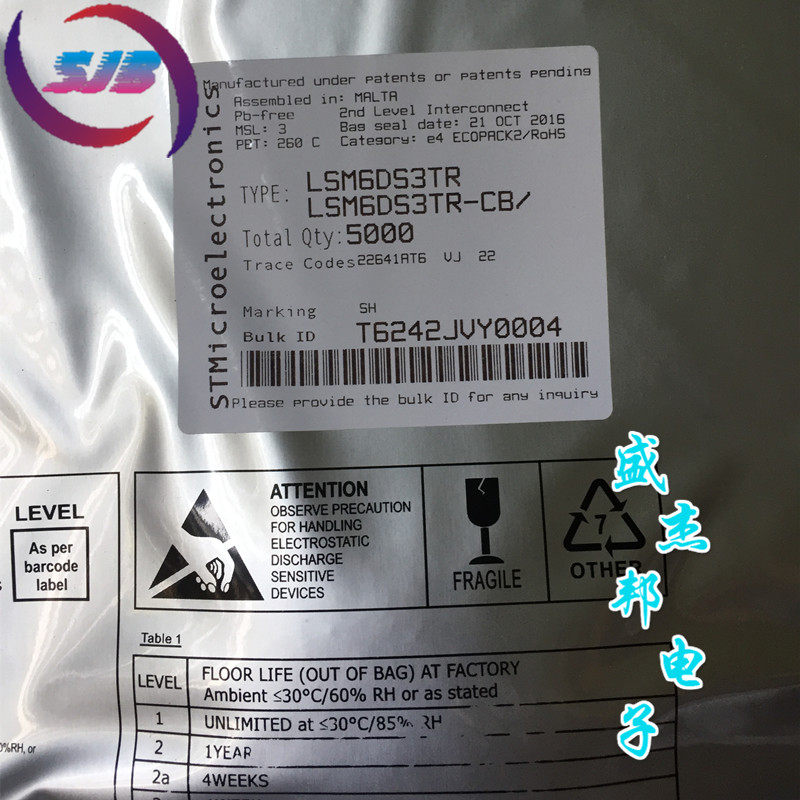 SJB
Manufactured under patents or patents pending
Assembled in: MALTA
Pb-free 2nd Level Interconnect
MSL: 3 Bag seal date: 21 OCT 2016
PBT: 260 C Category: e4 ECOPACK2/RoHS
STMicroelectronics
TYPE: LSM6DS3TR
LSM6DS3TR-CB/
Total Qty: 5000
Trace Codes 22641AT6 VJ 22
Marking SH
Bulk ID T6242JVY0004
Please provide the bulk ID for any inquiry
LEVEL
As per
barcode
label
ATTENTION
OBSERVE PRECAUTION
FOR HANDLING
ELECTROSTATIC
DISCHARGE
SENSITIVE
DEVICES
FRAGILE
7
OTHER
盛杰邦电子
Table 1
LEVEL FLOOR LIFE (OUT OF BAG) AT FACTORY
Ambient ≤30°C/60% RH or as stated
1 UNLIMITED at ≤30°C/85% RH
2 1YEAR
2a 4WEEKS
%RH, or